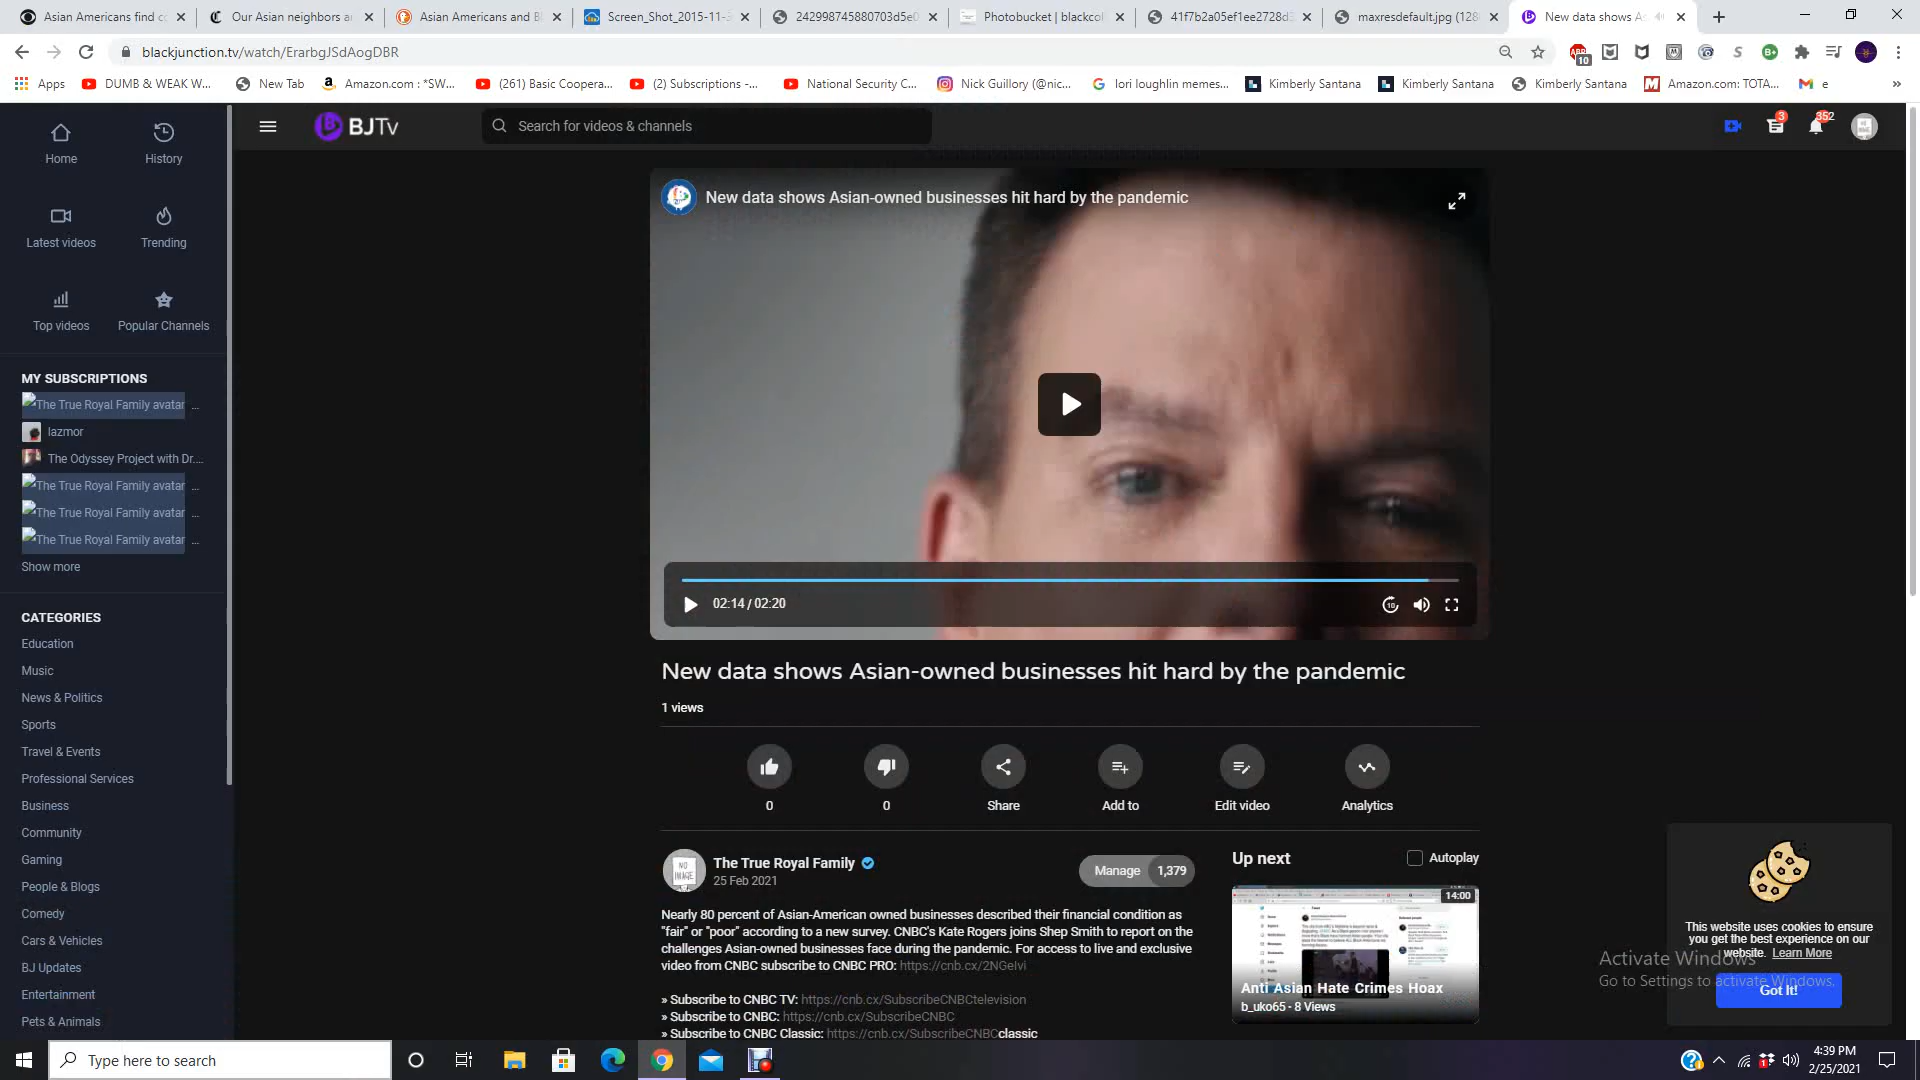 Asian Americans find c
Our Asian neighbors a
Asian Americans and B
Screen_Shot_2015-11-
242998745880703d5e0
Photobucket | blackcol
41f7b2a05ef1ee2728d
maxresdefault.jpg (128
New data shows As
blackjunction.tv/watch/ErarbgJSdAogDBR
10
Apps
DUMB & WEAK W...
New Tab
Amazon.com : *SW...
(261) Basic Coopera...
(2) Subscriptions -...
National Security C...
Nick Guillory (@nic...
lori loughlin memes...
Kimberly Santana
Kimberly Santana
Kimberly Santana
Amazon.com: TOTA...
e
BJTv
Search for videos & channels
3
352
Home
History
Latest videos
Trending
Top videos
Popular Channels
MY SUBSCRIPTIONS
The True Royal Family avatar ...
lazmor
The Odyssey Project with Dr....
The True Royal Family avatar ...
The True Royal Family avatar ...
The True Royal Family avatar ...
Show more
CATEGORIES
Education
Music
News & Politics
Sports
Travel & Events
Professional Services
Business
Community
Gaming
People & Blogs
Comedy
Cars & Vehicles
BJ Updates
Entertainment
Pets & Animals
New data shows Asian-owned businesses hit hard by the pandemic
02:14 / 02:20
10
New data shows Asian-owned businesses hit hard by the pandemic
1 views
0
0
Share
Add to
Edit video
Analytics
NO IMAGE
The True Royal Family
25 Feb 2021
Manage 1,379
Nearly 80 percent of Asian-American owned businesses described their financial condition as
"fair" or "poor" according to a new survey. CNBC's Kate Rogers joins Shep Smith to report on the
challenges Asian-owned businesses face during the pandemic. For access to live and exclusive
video from CNBC subscribe to CNBC PRO: https://cnb.cx/2NGeIvi
» Subscribe to CNBC TV: https://cnb.cx/SubscribeCNBCtelevision
» Subscribe to CNBC: https://cnb.cx/SubscribeCNBC
» Subscribe to CNBC Classic: https://cnb.cx/SubscribeCNBCclassic
Up next
Autoplay
14:00
Anti Asian Hate Crimes Hoax
b_uko65 - 8 Views
This website uses cookies to ensure
you get the best experience on our
website. Learn More
Got It!
Activate Windows
Go to Settings to activate Windows.
Type here to search
4:39 PM
2/25/2021